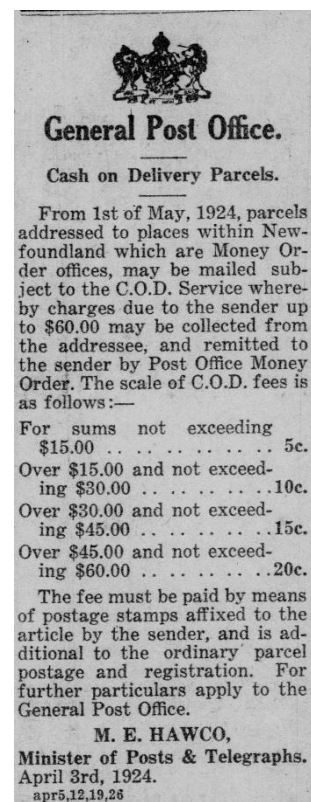 General Post Office.
Cash on Delivery Parcels.
From 1st of May, 1924, parcels
addressed to places within New-
foundland which are Money Or-
der offices, may be mailed sub-
ject to the C.O.D. Service where-
by charges due to the sender up
to $60.00 may be collected from
the addressee, and remitted to
the sender by Post Office Money
Order. The scale of C.O.D. fees is
as follows:—
For sums not exceeding
$15.00 .. .. .. .. .. .. 5c.
Over $15.00 and not exceed-
ing $30.00 .. .. .. .. ..10c.
Over $30.00 and not exceed-
ing $45.00 .. .. .. .. ..15c.
Over $45.00 and not exceed-
ing $60.00 .. .. .. .. ..20c.
The fee must be paid by means
of postage stamps affixed to the
article by the sender, and is ad-
ditional to the ordinary parcel
postage and registration. For
further particulars apply to the
General Post Office.
M. E. HAWCO,
Minister of Posts & Telegraphs.
April 3rd, 1924.
apr5,12,19,26